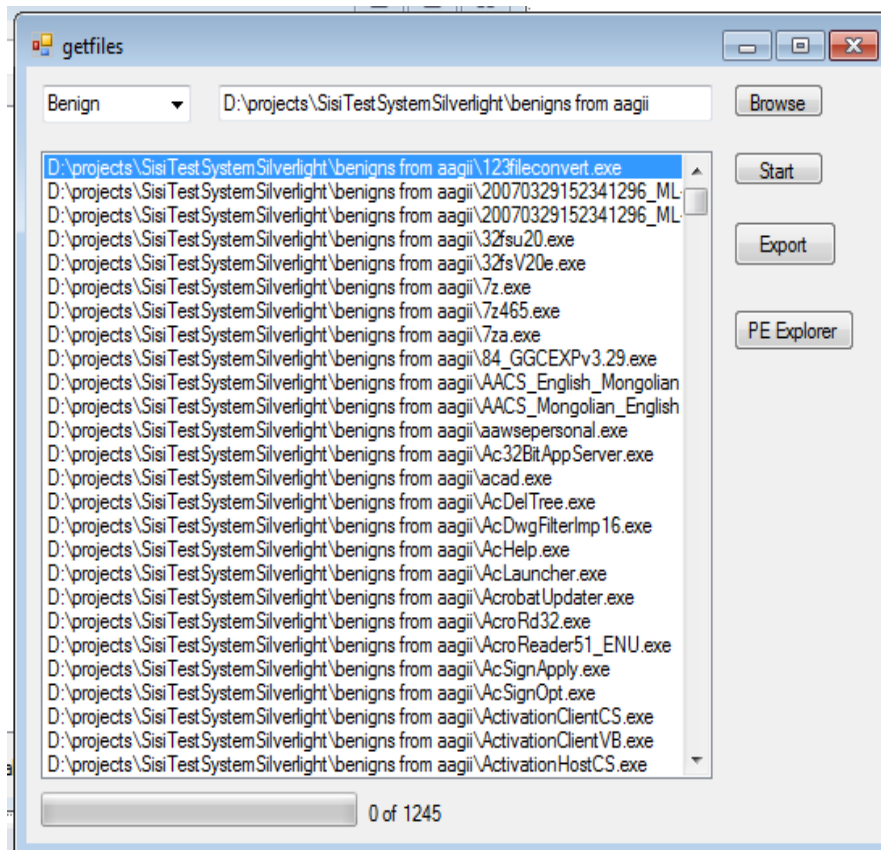 getfiles
Benign D:\projects\SisiTestSystemSilverlight\benigns from aagii Browse
D:\projects\SisiTestSystemSilverlight\benigns from aagii\123fileconvert.exe
D:\projects\SisiTestSystemSilverlight\benigns from aagii\20070329152341296_ML-
D:\projects\SisiTestSystemSilverlight\benigns from aagii\20070329152341296_ML-
D:\projects\SisiTestSystemSilverlight\benigns from aagii\32fsu20.exe
D:\projects\SisiTestSystemSilverlight\benigns from aagii\32fsV20e.exe
D:\projects\SisiTestSystemSilverlight\benigns from aagii\7z.exe
D:\projects\SisiTestSystemSilverlight\benigns from aagii\7z465.exe
D:\projects\SisiTestSystemSilverlight\benigns from aagii\7za.exe
D:\projects\SisiTestSystemSilverlight\benigns from aagii\84_GGCEXPv3.29.exe
D:\projects\SisiTestSystemSilverlight\benigns from aagii\AACS_English_Mongolian
D:\projects\SisiTestSystemSilverlight\benigns from aagii\AACS_Mongolian_English
D:\projects\SisiTestSystemSilverlight\benigns from aagii\aawsepersonal.exe
D:\projects\SisiTestSystemSilverlight\benigns from aagii\Ac32BitAppServer.exe
D:\projects\SisiTestSystemSilverlight\benigns from aagii\acad.exe
D:\projects\SisiTestSystemSilverlight\benigns from aagii\AcDelTree.exe
D:\projects\SisiTestSystemSilverlight\benigns from aagii\AcDwgFilterImp16.exe
D:\projects\SisiTestSystemSilverlight\benigns from aagii\AcHelp.exe
D:\projects\SisiTestSystemSilverlight\benigns from aagii\AcLauncher.exe
D:\projects\SisiTestSystemSilverlight\benigns from aagii\AcrobatUpdater.exe
D:\projects\SisiTestSystemSilverlight\benigns from aagii\AcroRd32.exe
D:\projects\SisiTestSystemSilverlight\benigns from aagii\AcroReader51_ENU.exe
D:\projects\SisiTestSystemSilverlight\benigns from aagii\AcSignApply.exe
D:\projects\SisiTestSystemSilverlight\benigns from aagii\AcSignOpt.exe
D:\projects\SisiTestSystemSilverlight\benigns from aagii\ActivationClientCS.exe
D:\projects\SisiTestSystemSilverlight\benigns from aagii\ActivationClientVB.exe
D:\projects\SisiTestSystemSilverlight\benigns from aagii\ActivationHostCS.exe
Start
Export
PE Explorer
0 of 1245